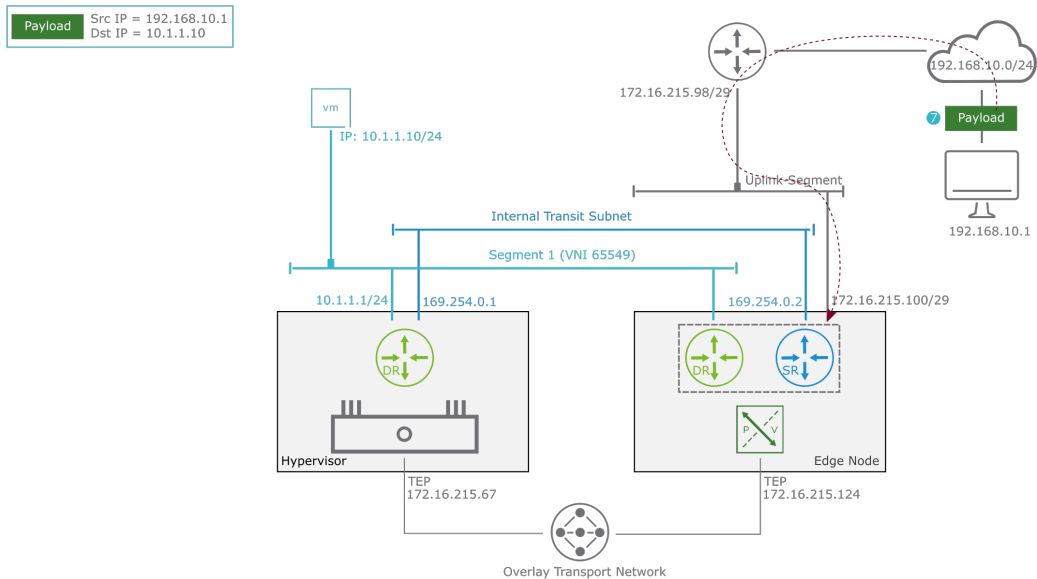 Payload
Src IP = 192.168.10.1
Dst IP = 10.1.1.10
192.168.10.0/24
172.16.215.98/29
vm
7
Payload
IP: 10.1.1.10/24
Uplink-Segment
Internal Transit Subnet
192.168.10.1
Segment 1 (VNI 65549)
10.1.1.1/24
169.254.0.1
169.254.0.2
172.16.215.100/29
DR
DR
SR
P
V
Hypervisor
Edge Node
TEP
172.16.215.67
TEP
172.16.215.124
Overlay Transport Network